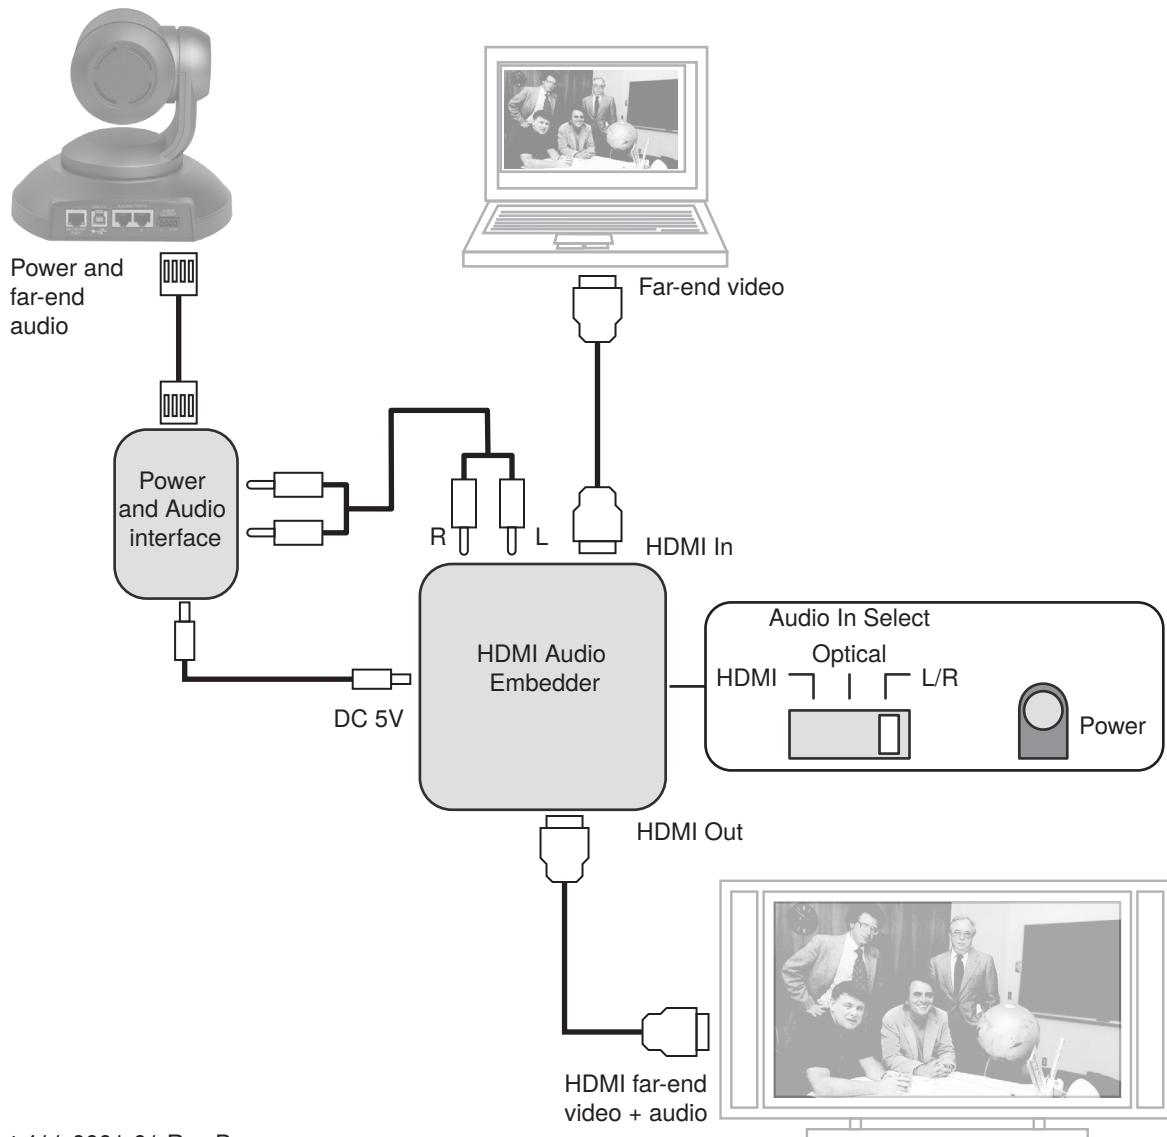 Power and
far-end
audio
Far-end video
Power
and Audio
interface
R
L
HDMI In
HDMI Audio
Embedder
DC 5V
Audio In Select
Optical
HDMI
L/R
Power
HDMI Out
HDMI far-end
video + audio